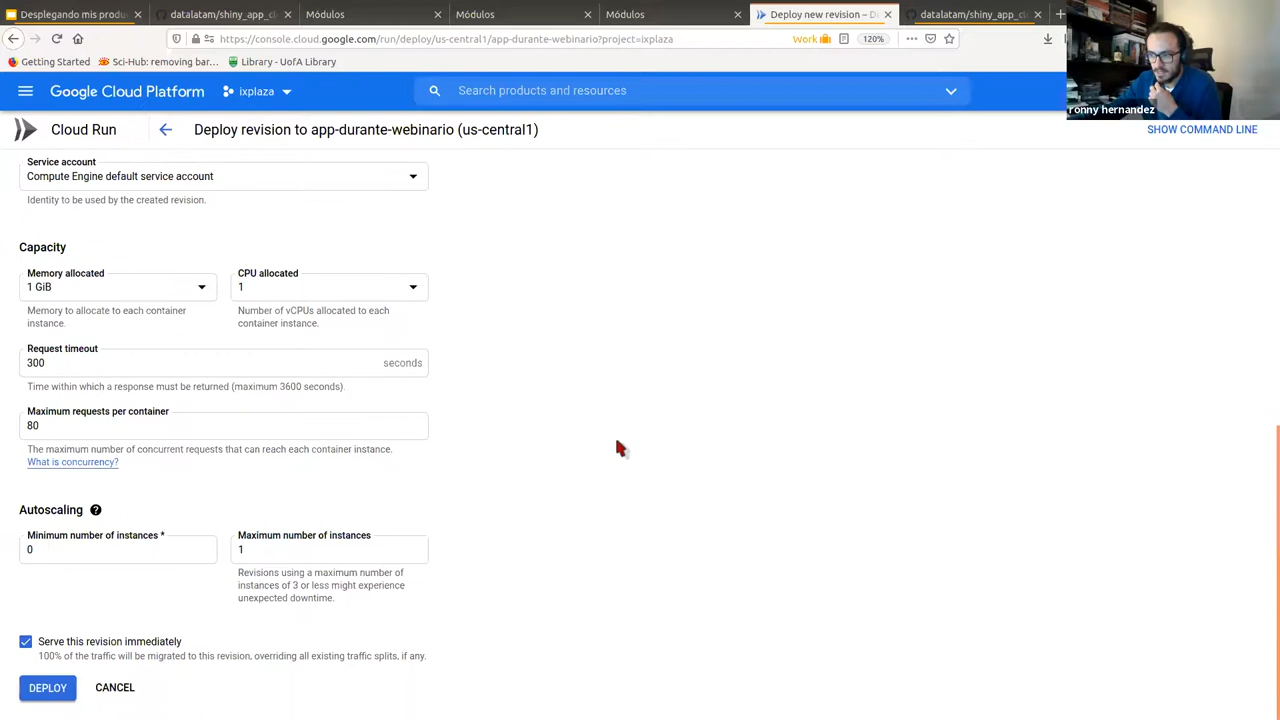 Desplegando mis produ
datalatam/shiny_app_clo
Módulos
Módulos
Módulos
Deploy new revision – D
datalatam/shiny_app_clo
https://console.cloud.google.com/run/deploy/us-central1/app-durante-webinario?project=ixplaza
Work
120%
Getting Started
Sci-Hub: removing bar...
Library - UofA Library
Google Cloud Platform
ixplaza
Search products and resources
ronny hernandez
Cloud Run
Deploy revision to app-durante-webinario (us-central1)
SHOW COMMAND LINE
Service account
Compute Engine default service account
Identity to be used by the created revision.
Capacity
Memory allocated
1 GiB
CPU allocated
1
Memory to allocate to each container
instance.
Number of vCPUs allocated to each
container instance.
Request timeout
300
seconds
Time within which a response must be returned (maximum 3600 seconds).
Maximum requests per container
80
The maximum number of concurrent requests that can reach each container instance.
What is concurrency?
Autoscaling
Minimum number of instances *
0
Maximum number of instances
1
Revisions using a maximum number of
instances of 3 or less might experience
unexpected downtime.
Serve this revision immediately
100% of the traffic will be migrated to this revision, overriding all existing traffic splits, if any.
DEPLOY
CANCEL